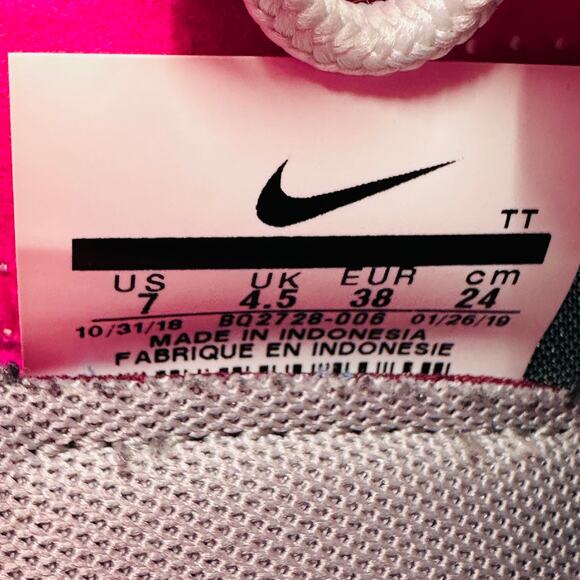 TT
US UK EUR cm
7 4.5 38 24
10/31/18 BQ2728-006 01/26/19
MADE IN INDONESIA
FABRIQUE EN INDONESIE